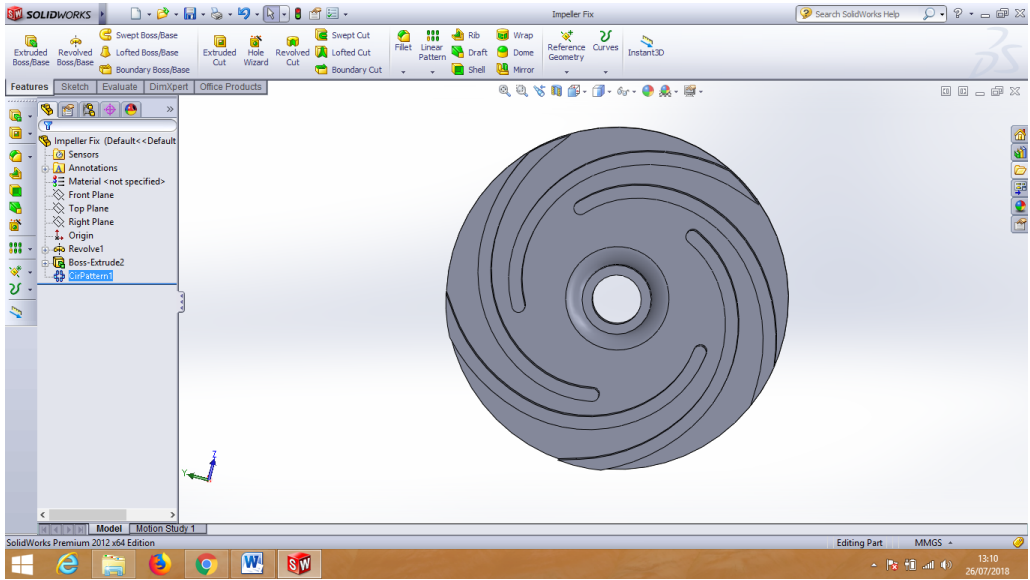 SW SOLIDWORKS
Impeller Fix
Search SolidWorks Help
Extruded Boss/Base
Revolved Boss/Base
Swept Boss/Base
Lofted Boss/Base
Boundary Boss/Base
Extruded Cut
Hole Wizard
Revolved Cut
Swept Cut
Lofted Cut
Boundary Cut
Fillet
Linear Pattern
Rib
Draft
Shell
Wrap
Dome
Mirror
Reference Geometry
Curves
Instant3D
Features
Sketch
Evaluate
DimXpert
Office Products
Impeller Fix (Default<<Default
Sensors
Annotations
Material <not specified>
Front Plane
Top Plane
Right Plane
Origin
Revolve1
Boss-Extrude2
CirPattern1
Z
Y
Model
Motion Study 1
SolidWorks Premium 2012 x64 Edition
Editing Part
MMGS
W
SW
13:10
26/07/2018